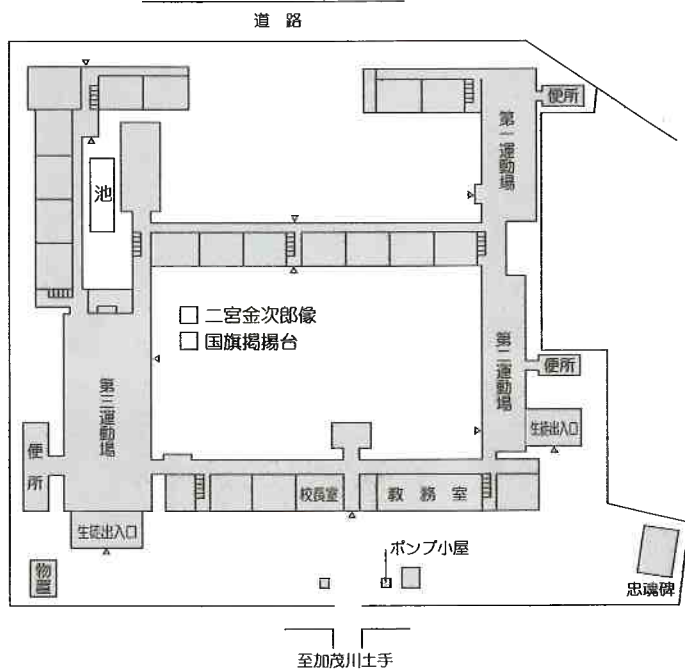 道路
便所
第一運動場
池
二宮金次郎像
国旗掲揚台
第二運動場
便所
第三運動場
生徒出入口
便所
校長室
教務室
生徒出入口
ポンプ小屋
物置
忠魂碑
至加茂川土手